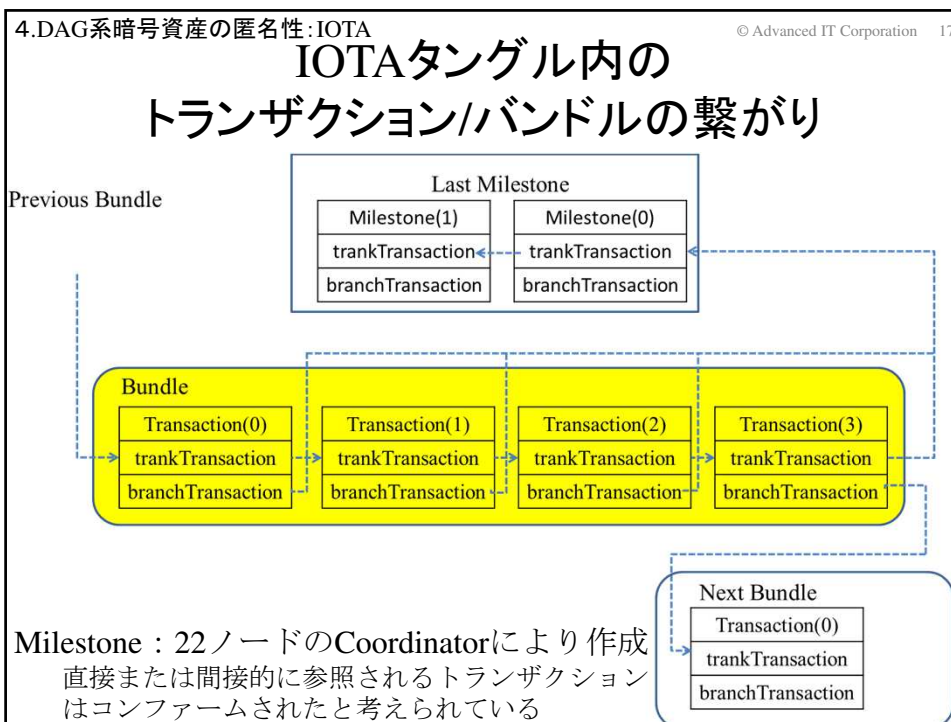 4.DAG系暗号資産の匿名性:IOTA
© Advanced IT Corporation 17
IOTAタングル内の
トランザクション/バンドルの繋がり
Previous Bundle
Last Milestone
Milestone(1)
trankTransaction
branchTransaction
Milestone(0)
trankTransaction
branchTransaction
Bundle
Transaction(0)
trankTransaction
branchTransaction
Transaction(1)
trankTransaction
branchTransaction
Transaction(2)
trankTransaction
branchTransaction
Transaction(3)
trankTransaction
branchTransaction
Next Bundle
Transaction(0)
trankTransaction
branchTransaction
Milestone：22ノードのCoordinatorにより作成
直接または間接的に参照されるトランザクション
はコンファームされたと考えられている